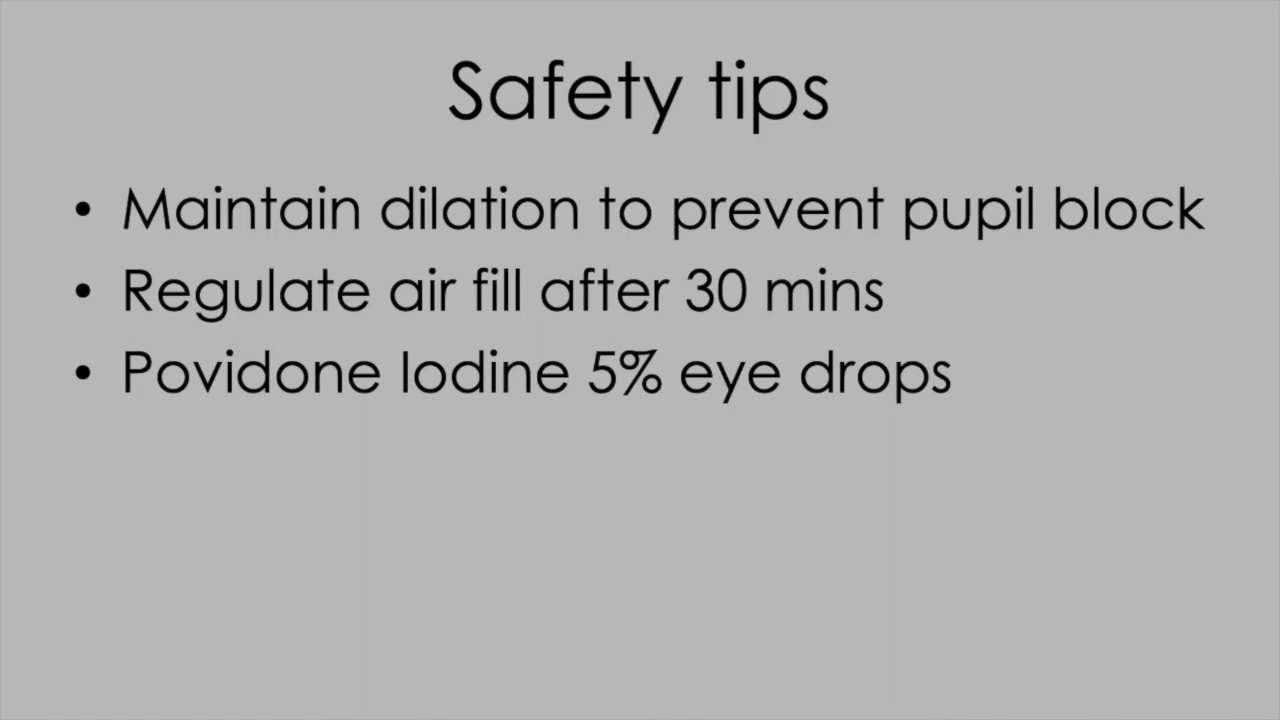 Safety tips
• Maintain dilation to prevent pupil block
• Regulate air fill after 30 mins
• Povidone Iodine 5% eye drops